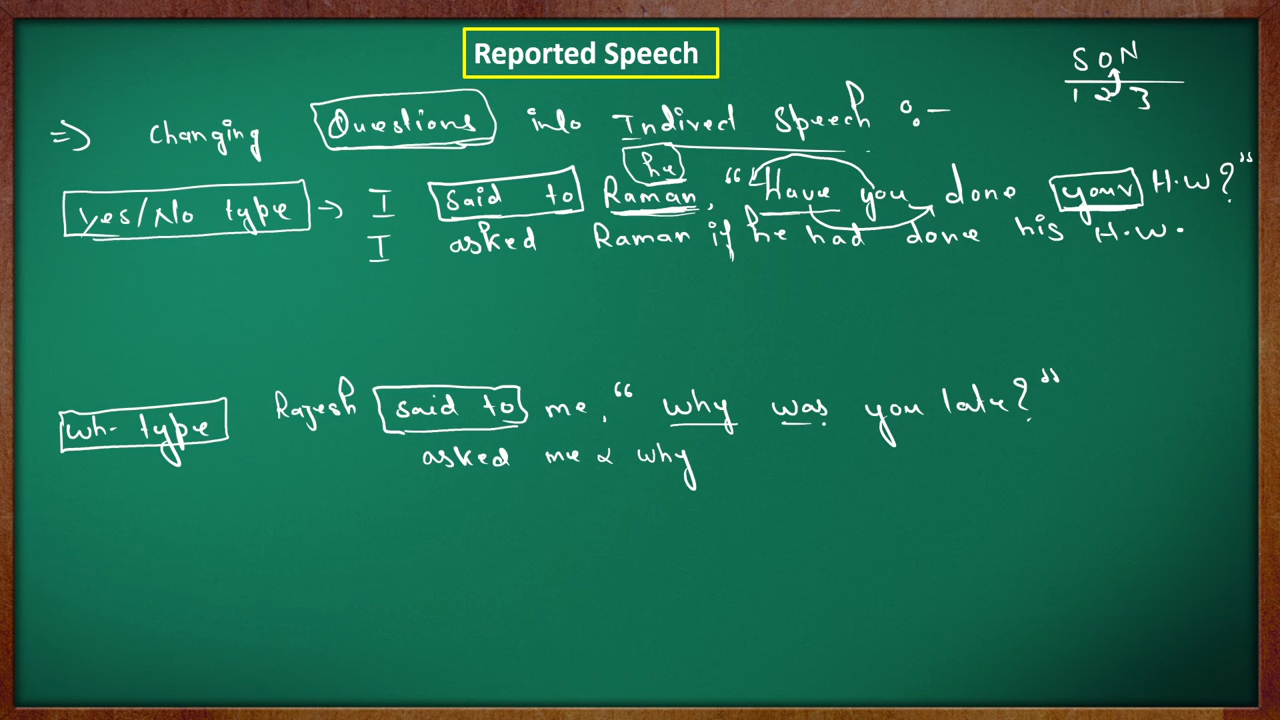 Reported Speech
S O N
1 2 3
=> Changing Questions into Indirect Speech :-
he
Yes/No type → I said to Raman, "Have you done your H.W?"
I asked Raman if he had done his H.W.
Wh- type Rajesh said to me, "why was you late?"
asked me why